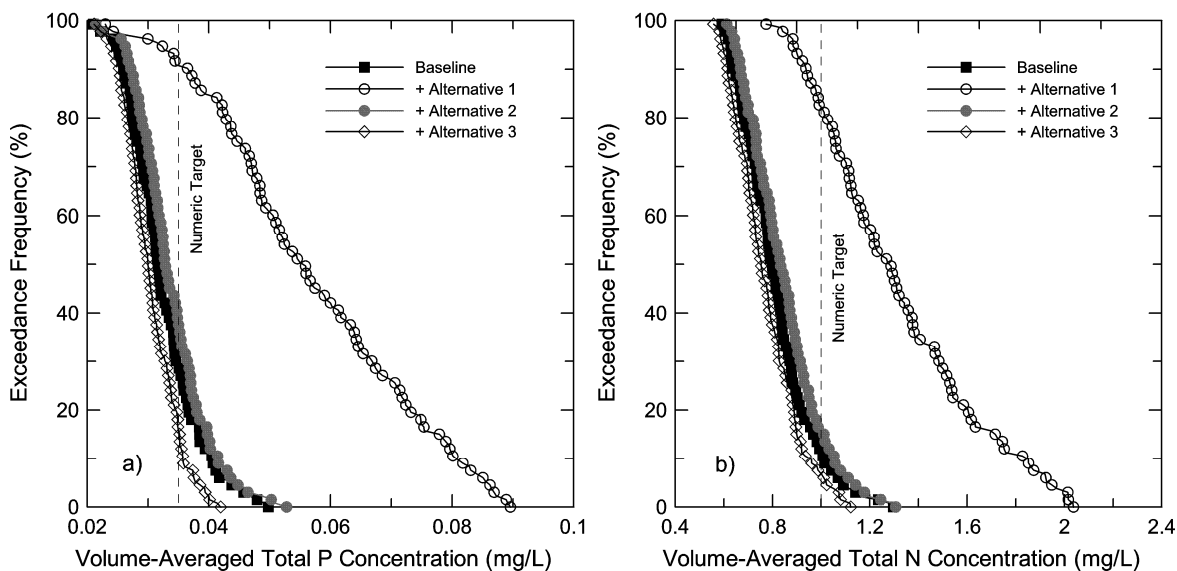 100
80
60
40
20
0
Exceedance Frequency (%)
Baseline
+ Alternative 1
+ Alternative 2
+ Alternative 3
Numeric Target
a)
0.02
0.04
0.06
0.08
0.1
Volume-Averaged Total P Concentration (mg/L)
100
80
60
40
20
0
Exceedance Frequency (%)
Baseline
+ Alternative 1
+ Alternative 2
+ Alternative 3
Numeric Target
b)
0.4
0.8
1.2
1.6
2
2.4
Volume-Averaged Total N Concentration (mg/L)